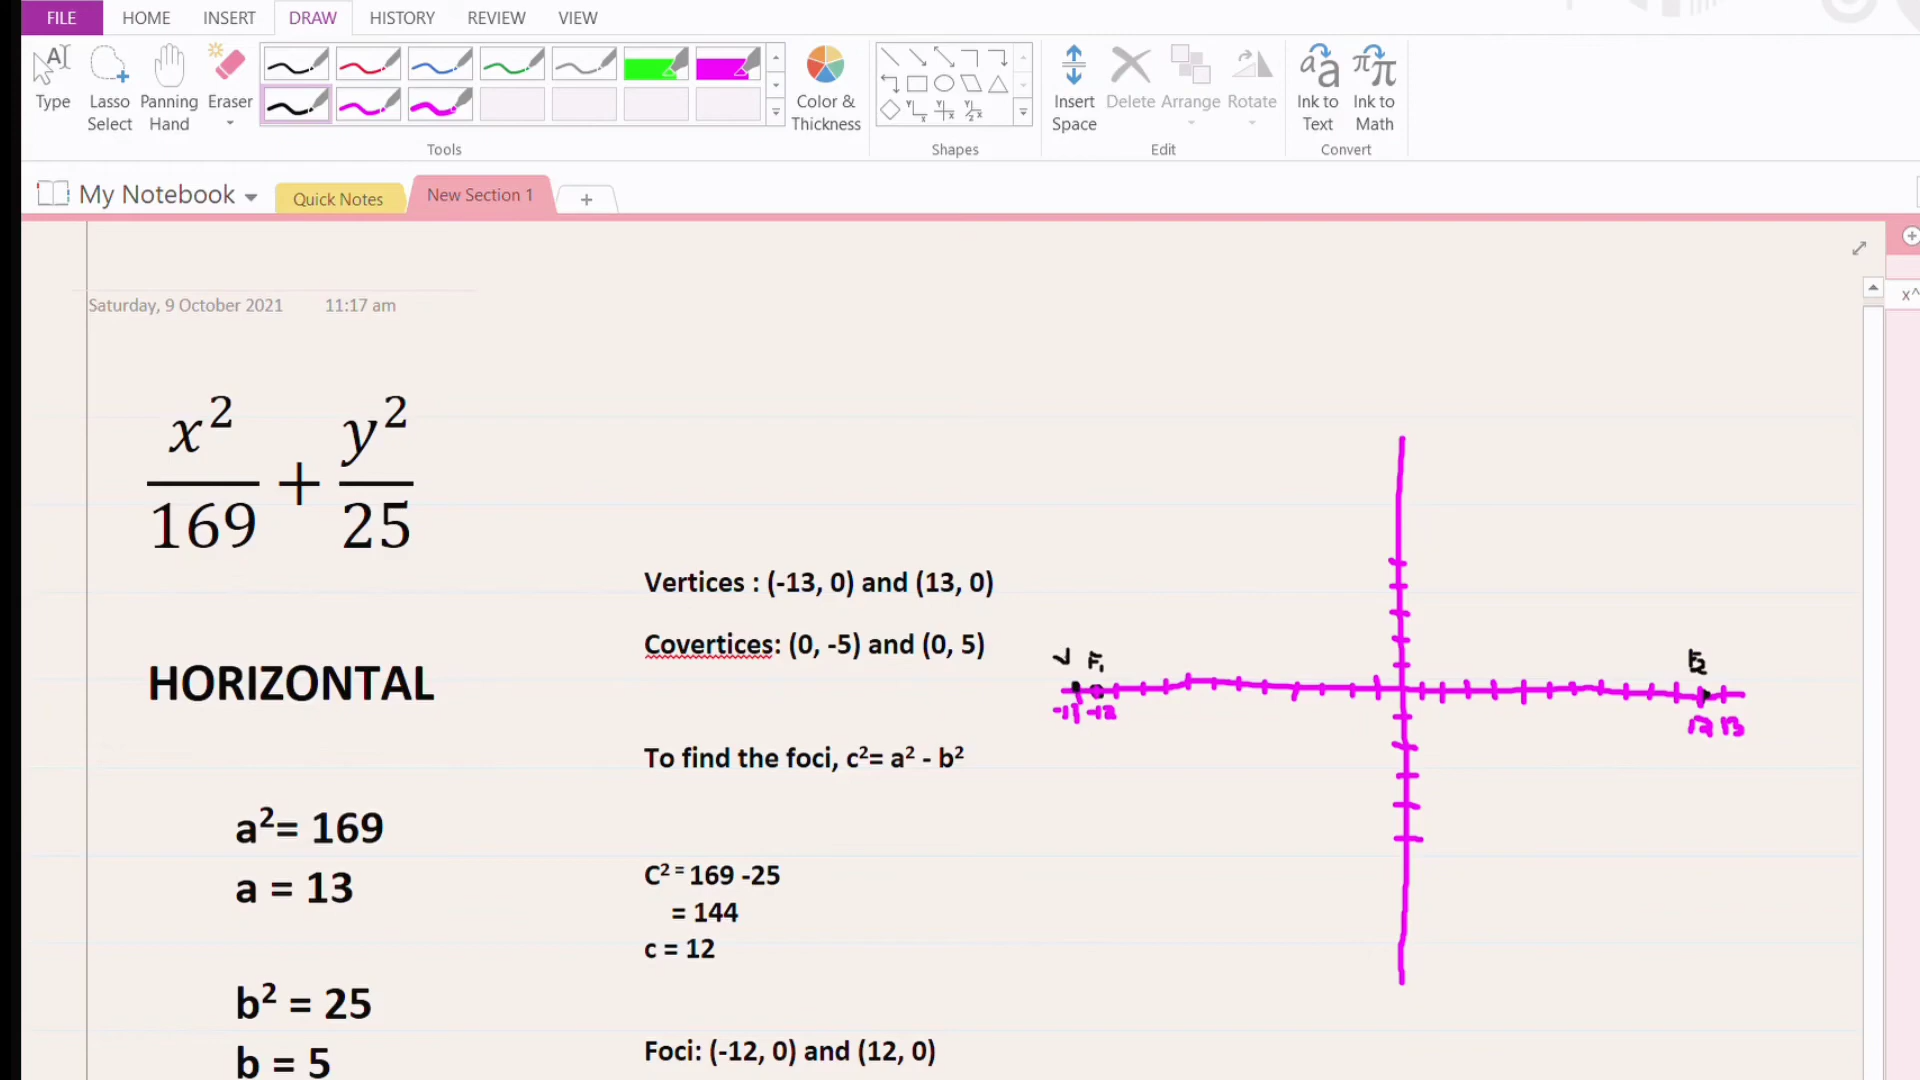 FILE HOME INSERT DRAW HISTORY REVIEW VIEW
Type
Lasso Select
Panning Hand
Eraser
Color & Thickness
Insert Space
Delete
Arrange
Rotate
Ink to Text
Ink to Math
Tools
Shapes
Edit
Convert
My Notebook
Quick Notes
New Section 1
x^
Saturday, 9 October 2021 11:17 am
x²/169 + y²/25
HORIZONTAL
a²= 169
a = 13
b² = 25
b = 5
Vertices : (-13, 0) and (13, 0)
Covertices: (0, -5) and (0, 5)
To find the foci, c²= a² - b²
C² = 169 -25
= 144
c = 12
Foci: (-12, 0) and (12, 0)
V F₁
-12
F2
12 13